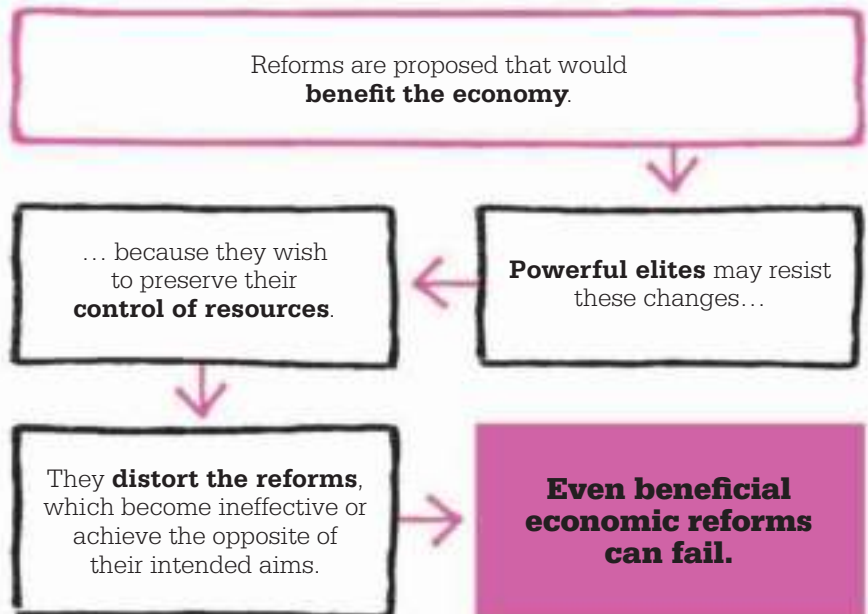 Reforms are proposed that would
benefit the economy.
Powerful elites may resist
these changes…
… because they wish
to preserve their
control of resources.
They distort the reforms,
which become ineffective or
achieve the opposite of
their intended aims.
Even beneficial
economic reforms
can fail.